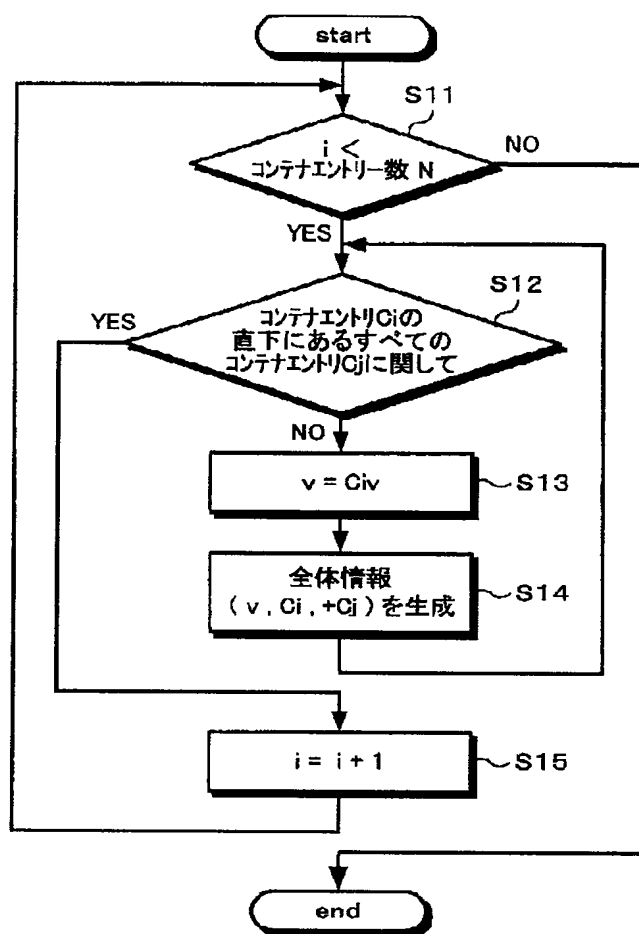 start
S11
i <
コンテナエントリー数 N
NO
YES
S12
YES
コンテナエントリCiの
直下にあるすべての
コンテナエントリCjに関して
NO
v = Civ
S13
全体情報
( v , Ci , +Cj ) を生成
S14
i = i + 1
S15
end